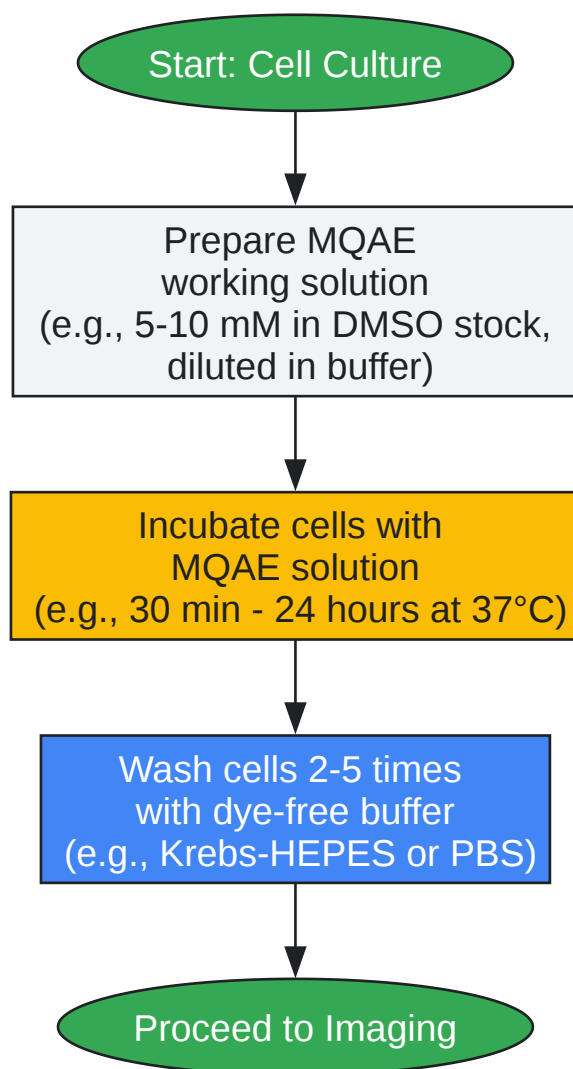 Start: Cell Culture
Prepare MQAE
working solution
(e.g., 5-10 mM in DMSO stock,
diluted in buffer)
Incubate cells with
MQAE solution
(e.g., 30 min - 24 hours at 37°C)
Wash cells 2-5 times
with dye-free buffer
(e.g., Krebs-HEPES or PBS)
Proceed to Imaging